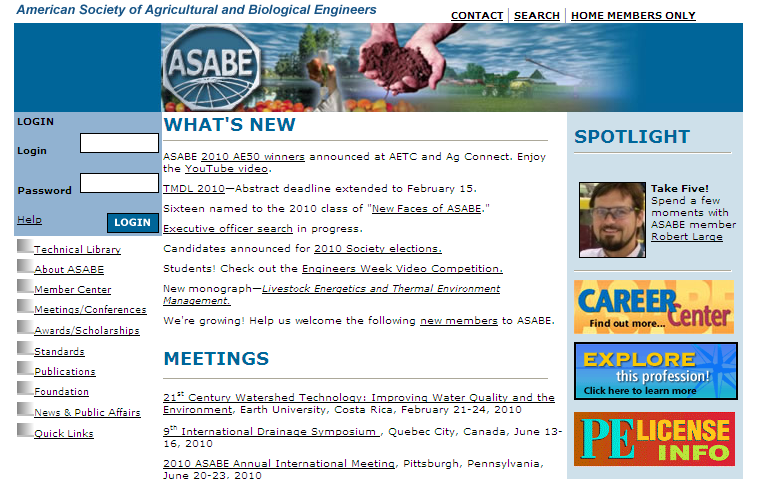 American Society of Agricultural and Biological Engineers
CONTACT | SEARCH | HOME MEMBERS ONLY
ASABE
LOGIN
Login
Password
Help
LOGIN
Technical Library
About ASABE
Member Center
Meetings/Conferences
Awards/Scholarships
Standards
Publications
Foundation
News & Public Affairs
Quick Links
WHAT'S NEW
ASABE 2010 AE50 winners announced at AETC and Ag Connect. Enjoy
the YouTube video.
TMDL 2010—Abstract deadline extended to February 15.
Sixteen named to the 2010 class of "New Faces of ASABE."
Executive officer search in progress.
Candidates announced for 2010 Society elections.
Students! Check out the Engineers Week Video Competition.
New monograph—Livestock Energetics and Thermal Environment
Management.
We're growing! Help us welcome the following new members to ASABE.
MEETINGS
21st Century Watershed Technology: Improving Water Quality and the
Environment, Earth University, Costa Rica, February 21-24, 2010
9th International Drainage Symposium , Quebec City, Canada, June 13-
16, 2010
2010 ASABE Annual International Meeting, Pittsburgh, Pennsylvania,
June 20-23, 2010
SPOTLIGHT
Take Five!
Spend a few
moments with
ASABE member
Robert Large
CAREER
Center
Find out more...
EXPLORE
this profession!
Click here to learn more
PE LICENSE
INFO